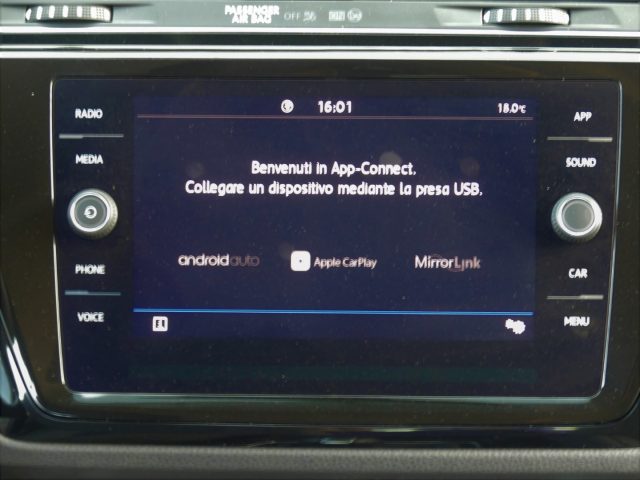 PASSENGER
AIR BAG OFF
16:01 18.0°C
RADIO APP
MEDIA SOUND
Benvenuti in App-Connect.
Collegare un dispositivo mediante la presa USB.
androidauto Apple CarPlay MirrorLink
PHONE CAR
VOICE MENU